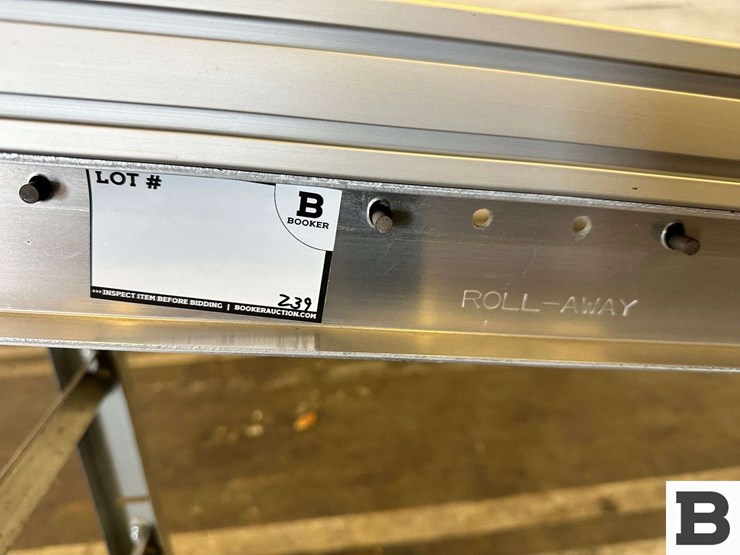 LOT #
B
BOOKER
239
>>>INSPECT ITEM BEFORE BIDDING | BOOKERAUCTION.COM
ROLL-AWAY
B